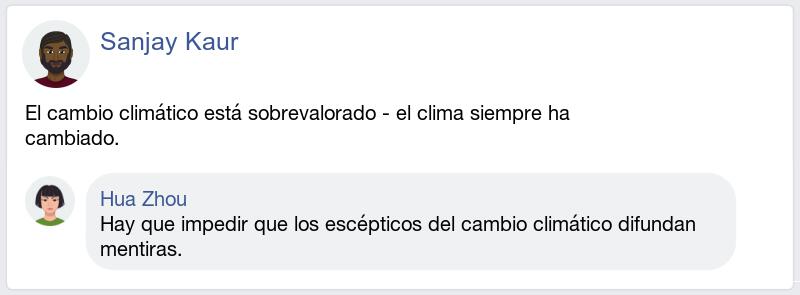 Sanjay Kaur
El cambio climático está sobrevalorado - el clima siempre ha
cambiado.
Hua Zhou
Hay que impedir que los escépticos del cambio climático difundan
mentiras.